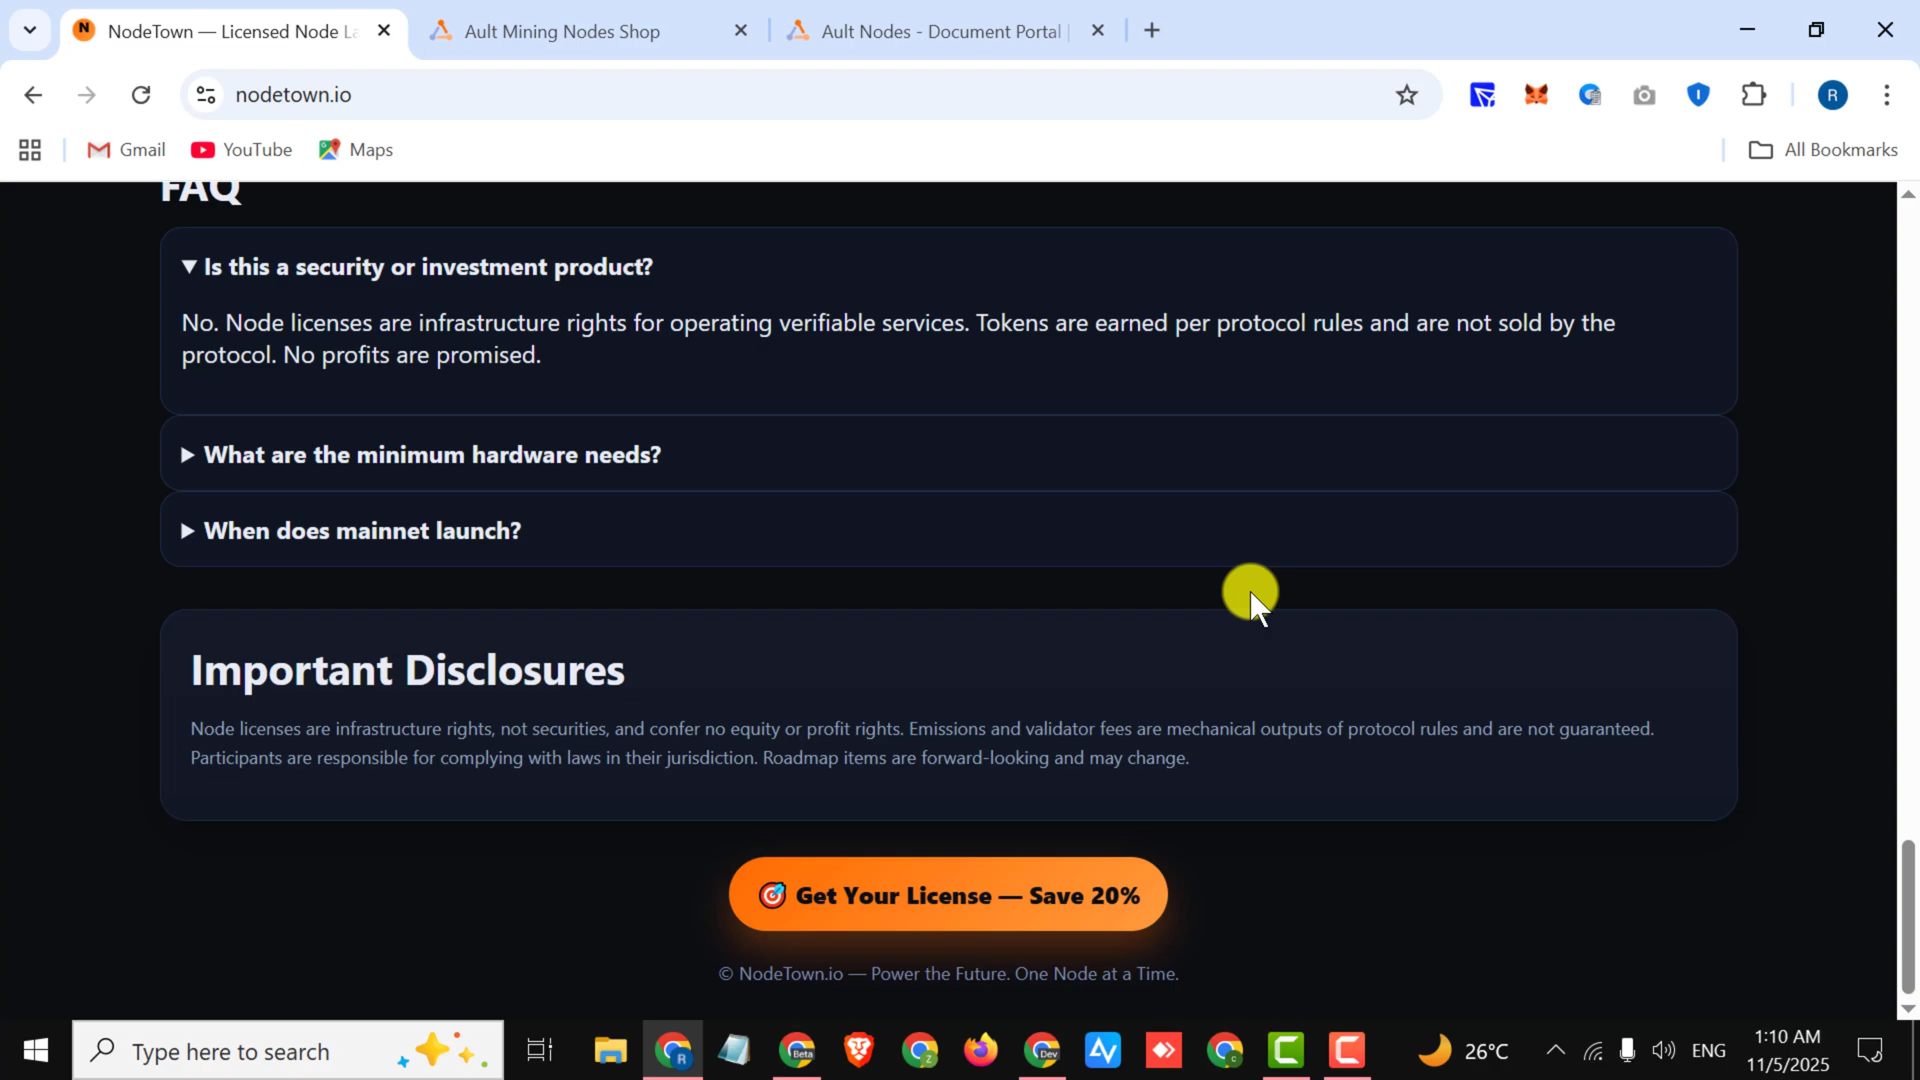 NodeTown — Licensed Node La
Ault Mining Nodes Shop
Ault Nodes - Document Portal |
nodetown.io
R
Gmail
YouTube
Maps
All Bookmarks
FAQ
▼ Is this a security or investment product?
No. Node licenses are infrastructure rights for operating verifiable services. Tokens are earned per protocol rules and are not sold by the
protocol. No profits are promised.
▶ What are the minimum hardware needs?
▶ When does mainnet launch?
Important Disclosures
Node licenses are infrastructure rights, not securities, and confer no equity or profit rights. Emissions and validator fees are mechanical outputs of protocol rules and are not guaranteed.
Participants are responsible for complying with laws in their jurisdiction. Roadmap items are forward-looking and may change.
🎯 Get Your License — Save 20%
© NodeTown.io — Power the Future. One Node at a Time.
Type here to search
R
Beta
Z
Dev
C
26°C
ENG
1:10 AM
11/5/2025